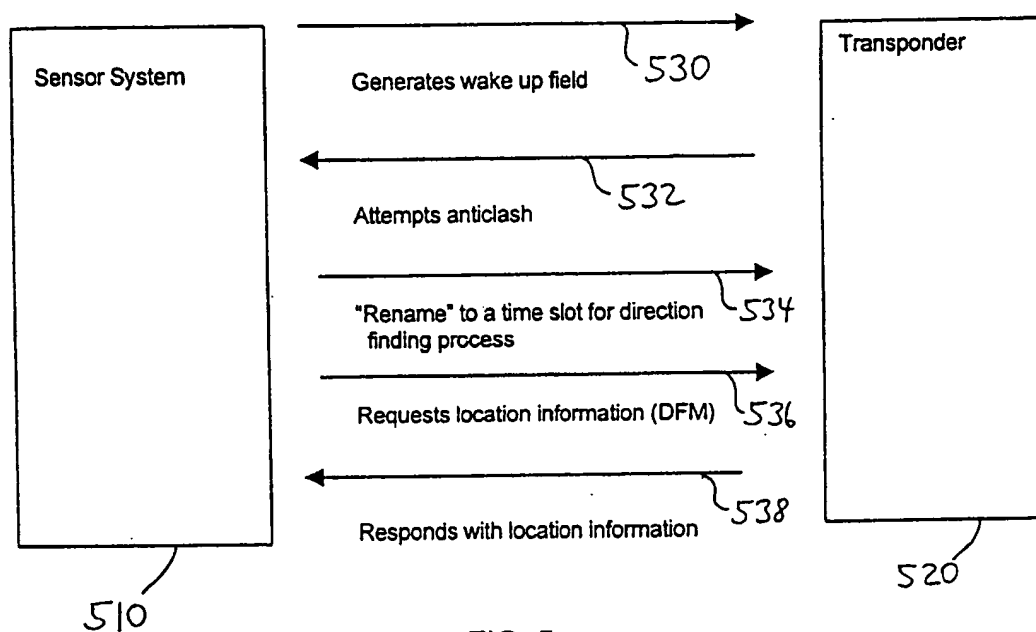 Sensor System
Transponder
530
Generates wake up field
532
Attempts anticlash
534
"Rename" to a time slot for direction
finding process
Requests location information (DFM)
536
538
Responds with location information
510
520